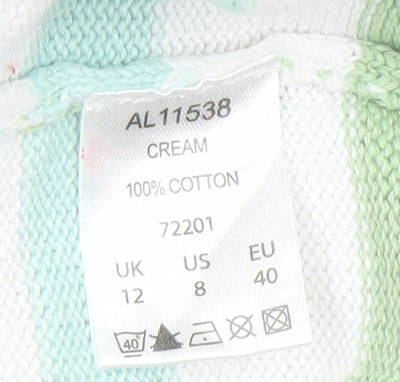 AL11538
CREAM
100% COTTON
72201
UK US EU
12 8 40
40